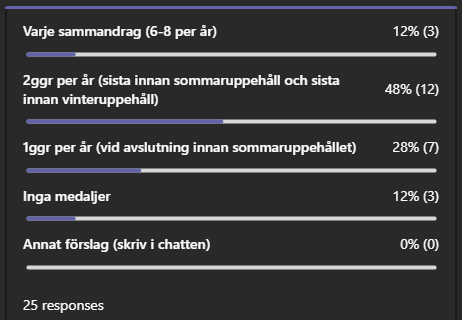 Varje sammandrag (6-8 per år) 12% (3)
2ggr per år (sista innan sommaruppehåll och sista
innan vinteruppehåll) 48% (12)
1ggr per år (vid avslutning innan sommaruppehållet) 28% (7)
Inga medaljer 12% (3)
Annat förslag (skriv i chatten) 0% (0)
25 responses